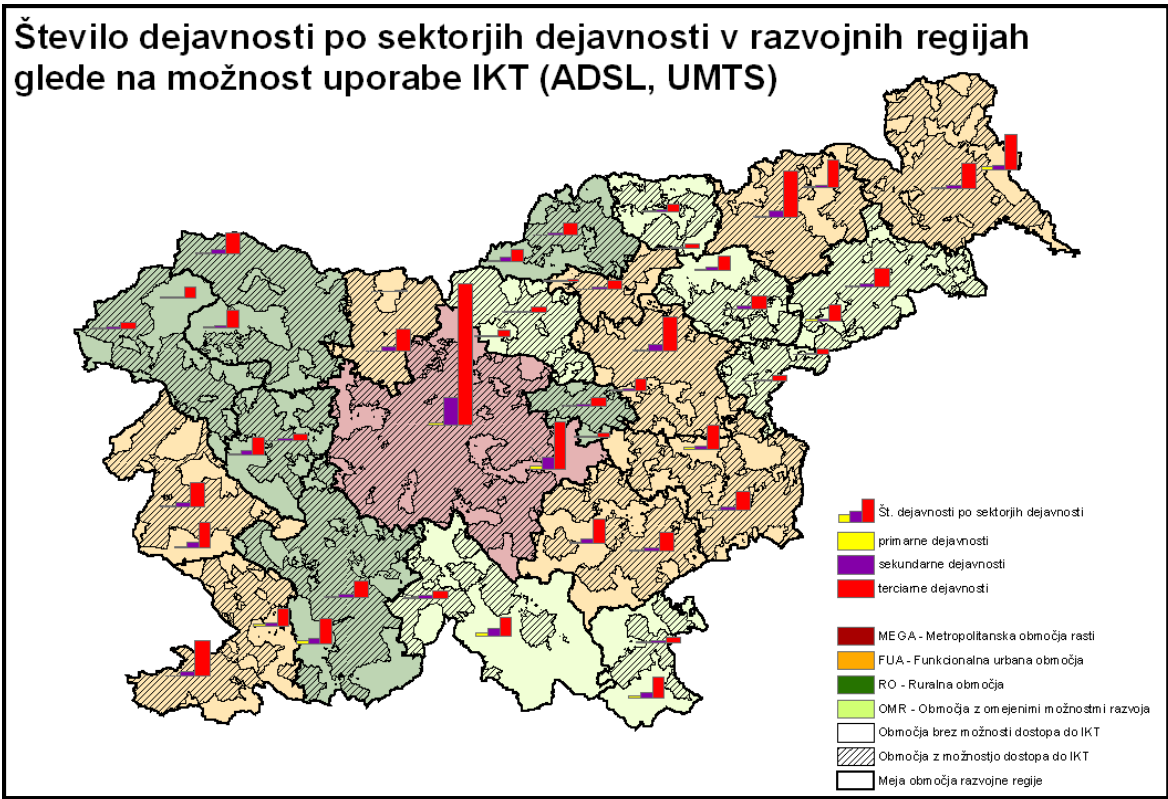 Število dejavnosti po sektorjih dejavnosti v razvojnih regijah
glede na možnost uporabe IKT (ADSL, UMTS)
Št. dejavnosti po sektorjih dejavnosti
primarne dejavnosti
sekundarne dejavnosti
terciarne dejavnosti
MEGA - Metropolitanska območja rasti
FUA - Funkcionalna urbana območja
RO - Ruralna območja
OMR - Območja z omejenimi možnostmi razvoja
Območja brez možnosti dostopa do IKT
Območja z možnostjo dostopa do IKT
Meja območja razvojne regije